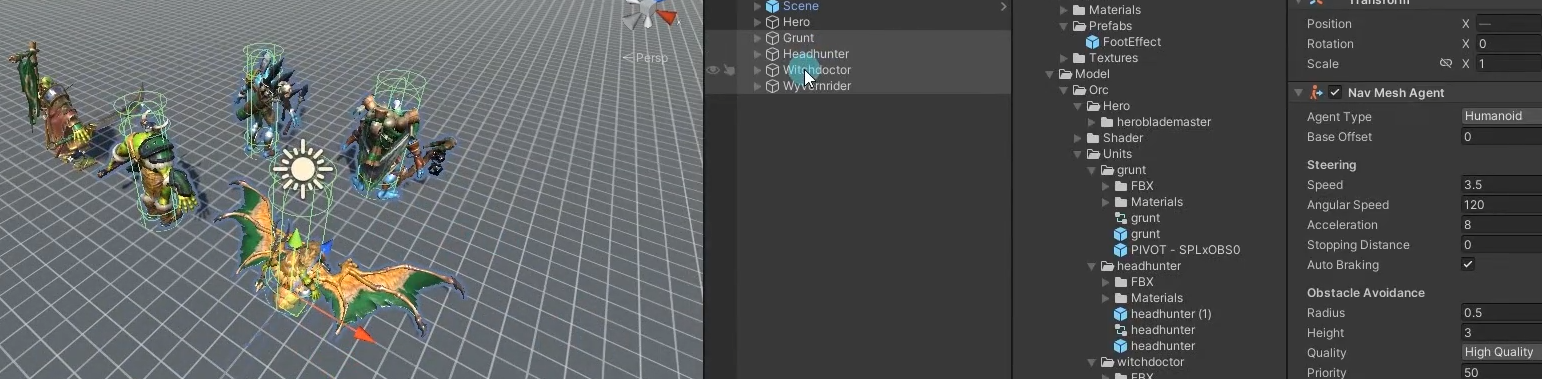 Persp
Scene
Hero
Grunt
Headhunter
Witchdoctor
Wyvernrider
Materials
Prefabs
FootEffect
Textures
Model
Orc
Hero
heroblademaster
Shader
Units
grunt
FBX
Materials
grunt
grunt
PIVOT - SPLxOBS0
headhunter
FBX
Materials
headhunter (1)
headhunter
headhunter
witchdoctor
FBX
Transform
Position X —
Rotation X 0
Scale X 1
Nav Mesh Agent
Agent Type Humanoid
Base Offset 0
Steering
Speed 3.5
Angular Speed 120
Acceleration 8
Stopping Distance 0
Auto Braking
Obstacle Avoidance
Radius 0.5
Height 3
Quality High Quality
Priority 50